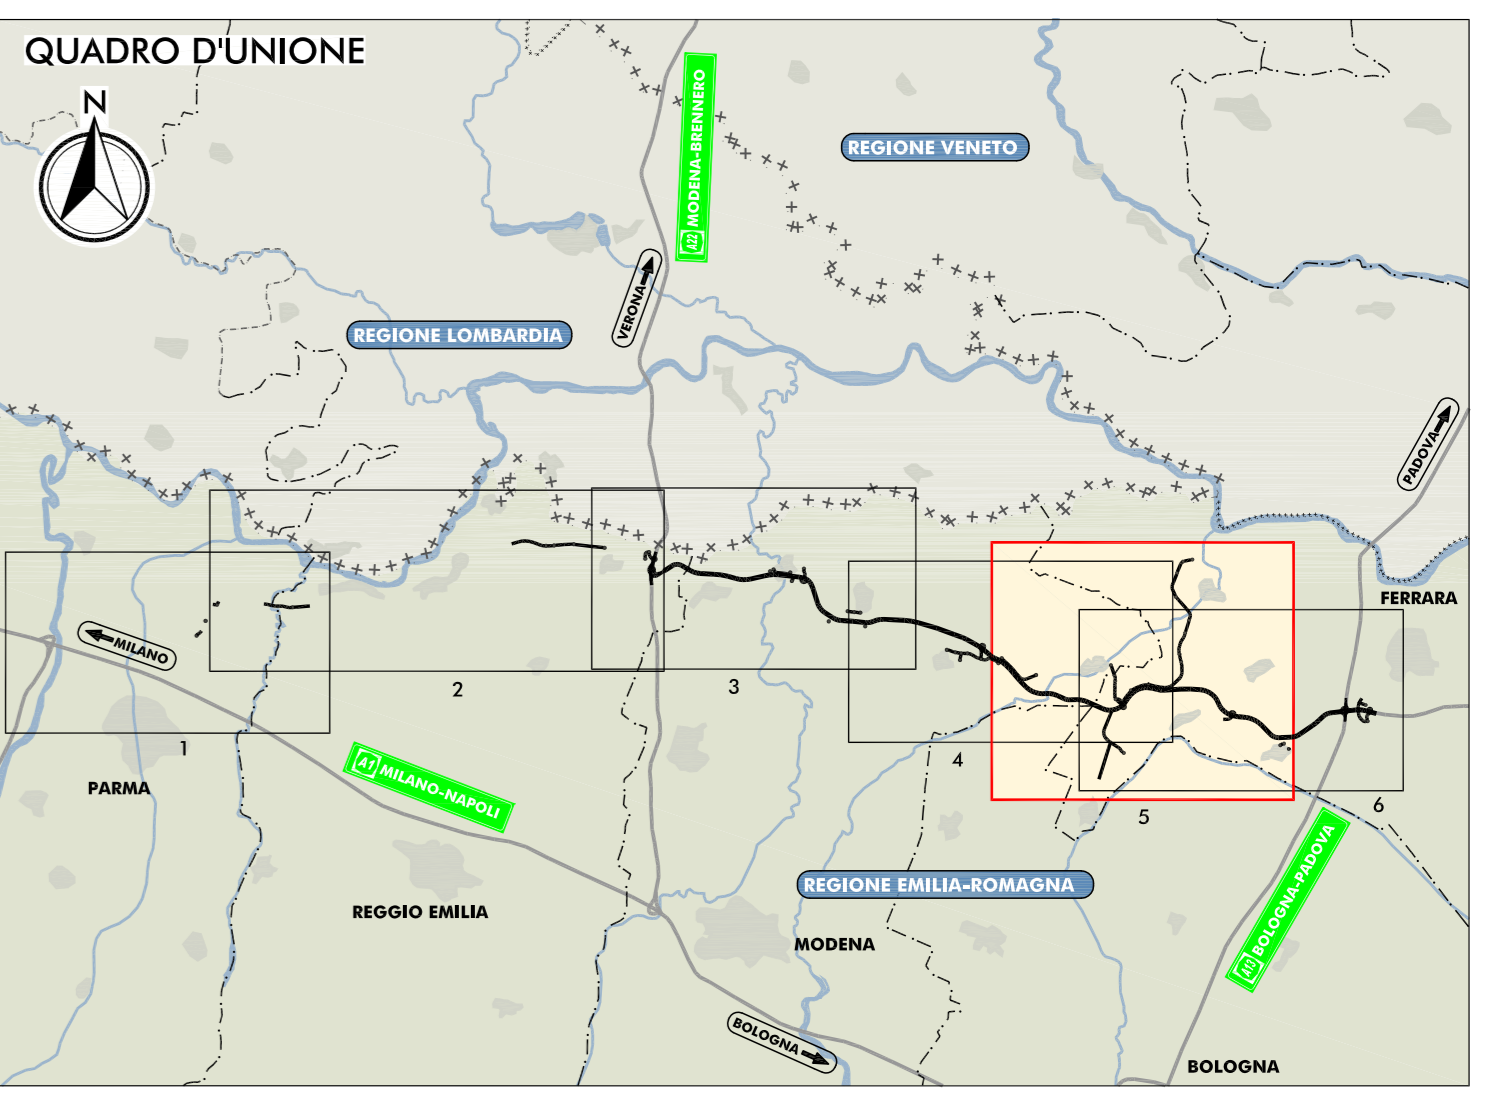 QUADRO D'UNIONE
N
A22 MODENA-BRENNERO
REGIONE VENETO
VERONA
REGIONE LOMBARDIA
PADOVA
FERRARA
MILANO
1
2
3
4
5
6
PARMA
A1 MILANO-NAPOLI
REGIONE EMILIA-ROMAGNA
REGGIO EMILIA
MODENA
A13 BOLOGNA-PADOVA
BOLOGNA
BOLOGNA